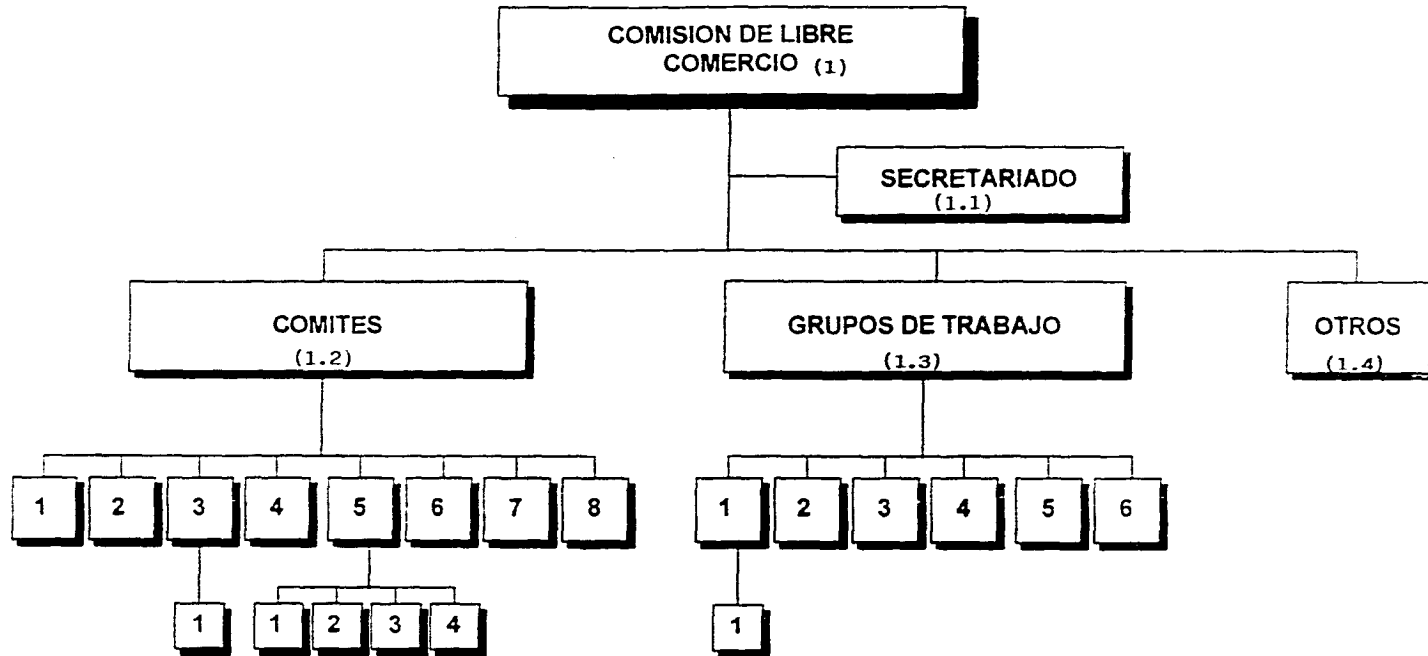 COMISION DE LIBRE
COMERCIO (1)
SECRETARIADO
(1.1)
COMITES
(1.2)
GRUPOS DE TRABAJO
(1.3)
OTROS
(1.4)
1 2 3 4 5 6 7 8
1 2 3 4 5 6
1
1 2 3 4
1